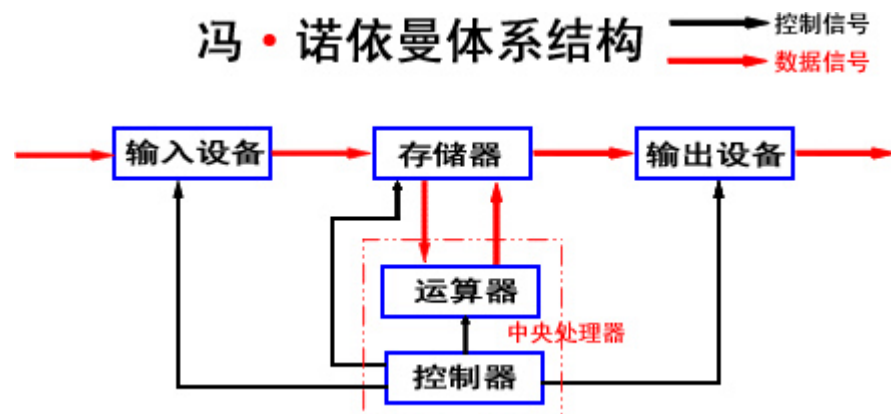 冯·诺依曼体系结构
控制信号
数据信号
输入设备
存储器
输出设备
运算器
中央处理器
控制器